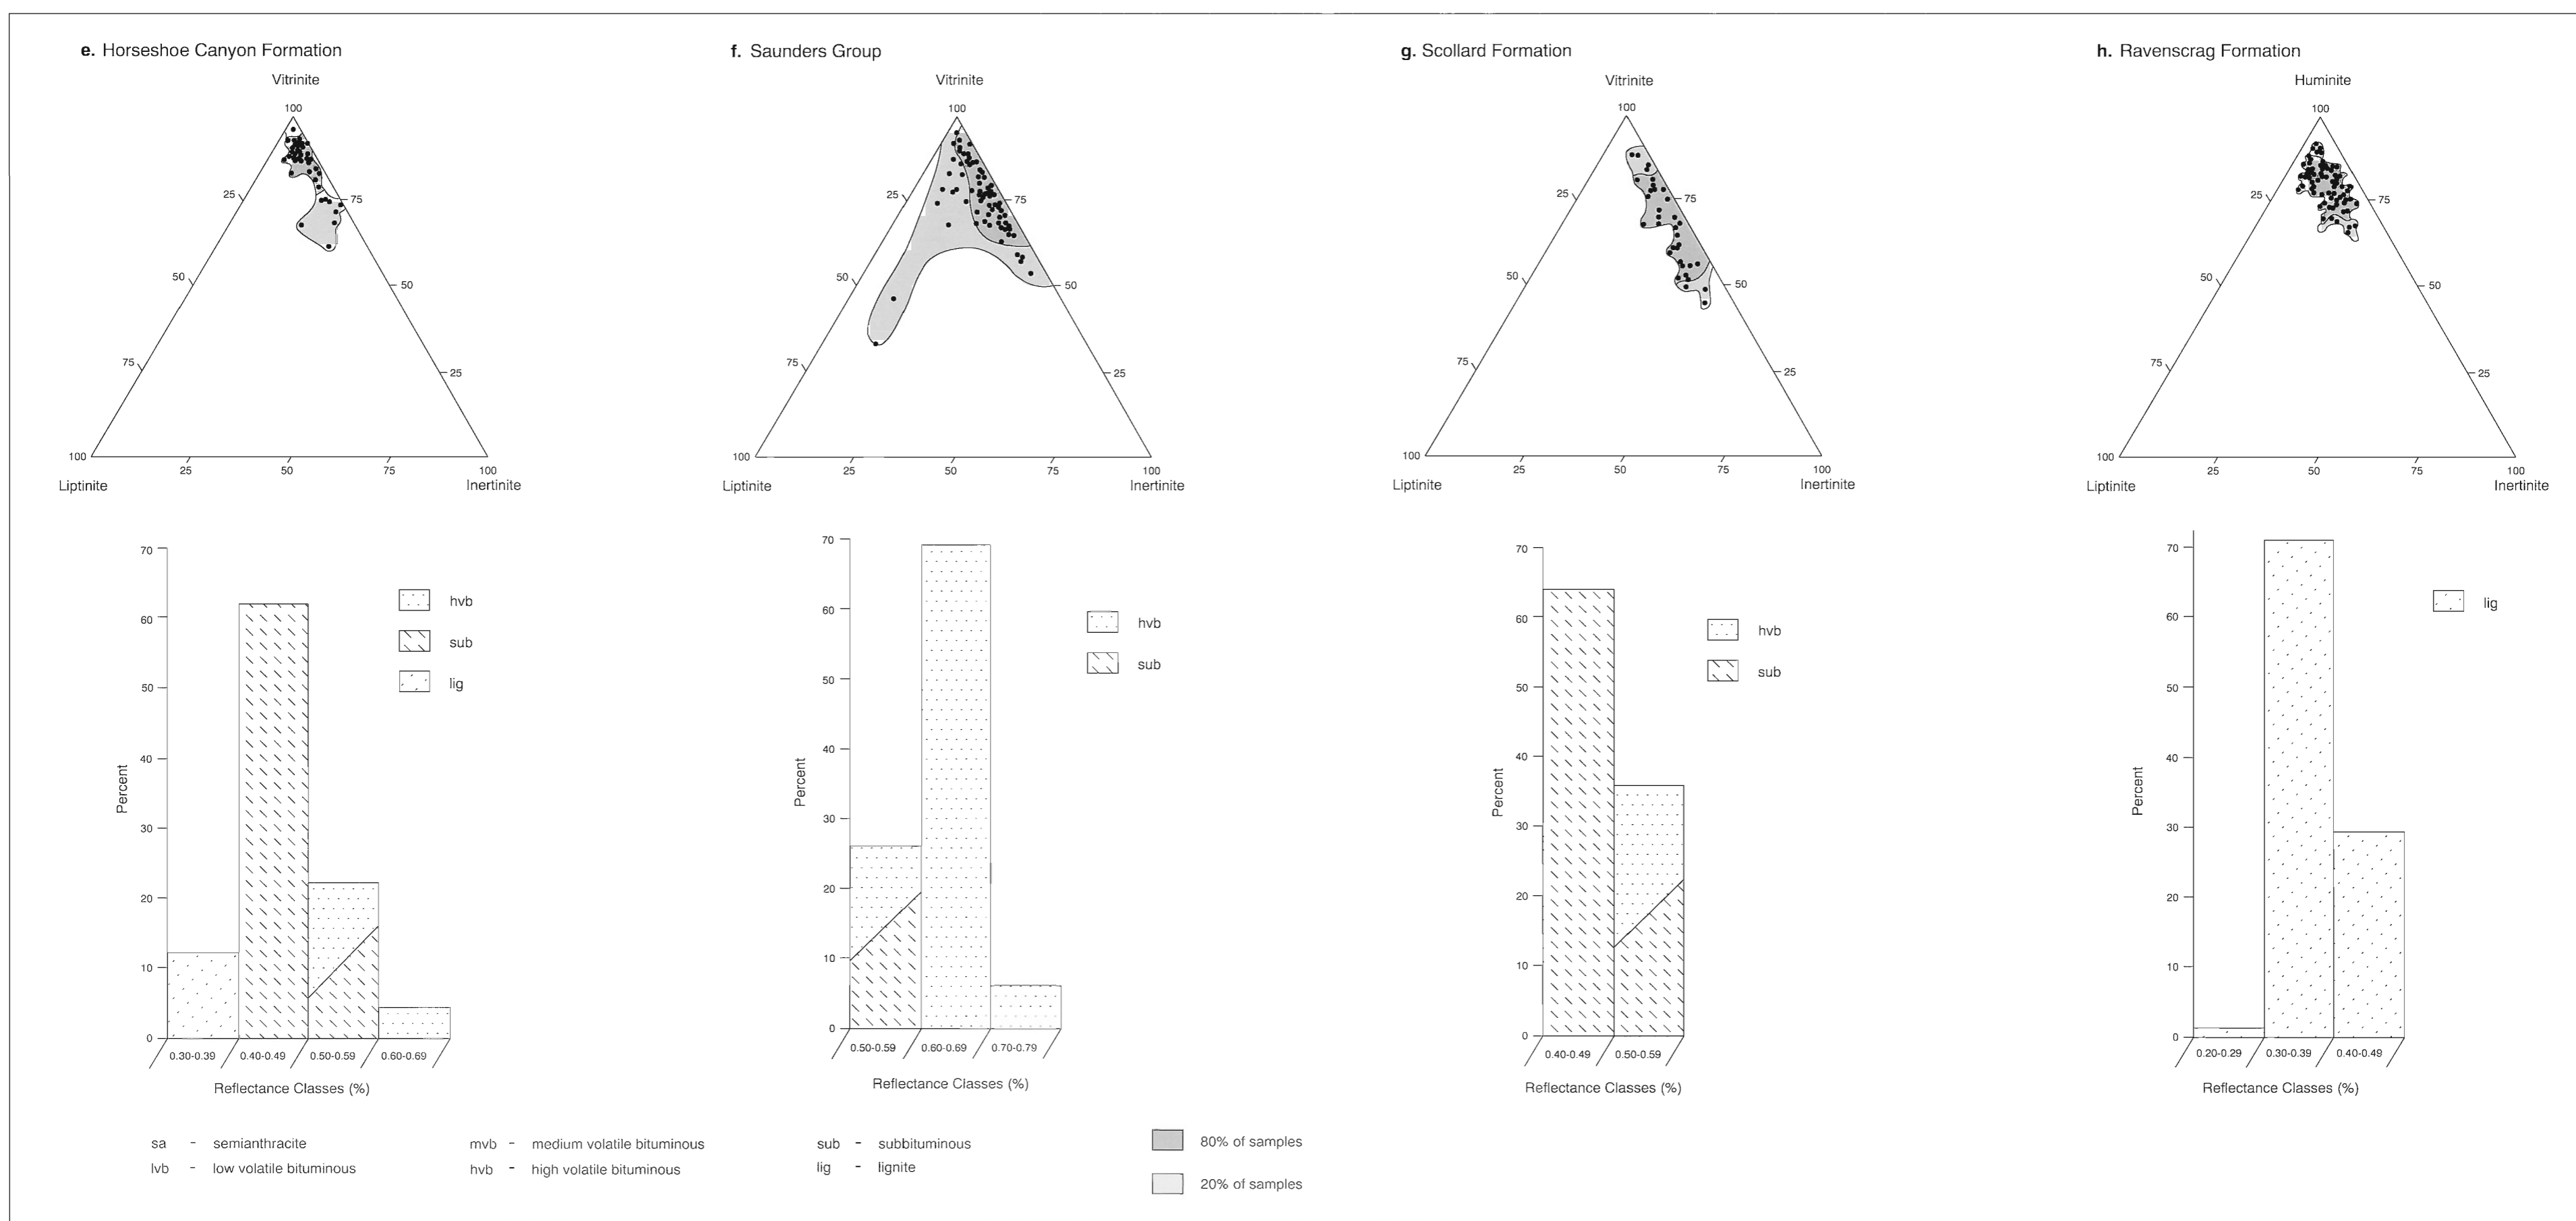 e. Horseshoe Canyon Formation
Vitrinite
100
25
75
50
50
75
25
100
25
50
75
100
Liptinite
Inertinite
f. Saunders Group
Vitrinite
100
25
75
50
50
75
25
100
25
50
75
100
Liptinite
Inertinite
g. Scollard Formation
Vitrinite
100
25
75
50
50
75
25
100
25
50
75
100
Liptinite
Inertinite
h. Ravenscrag Formation
Huminite
100
25
75
50
50
75
25
100
25
50
75
100
Liptinite
Inertinite
70
60
50
40
30
20
10
0
Percent
hvb
sub
lig
0.30-0.39 0.40-0.49 0.50-0.59 0.60-0.69
Reflectance Classes (%)
70
60
50
40
30
20
10
0
Percent
hvb
sub
0.50-0.59 0.60-0.69 0.70-0.79
Reflectance Classes (%)
70
60
50
40
30
20
10
0
Percent
hvb
sub
0.40-0.49 0.50-0.59
Reflectance Classes (%)
70
60
50
40
30
20
10
0
Percent
lig
0.20-0.29 0.30-0.39 0.40-0.49
Reflectance Classes (%)
sa - semianthracite
lvb - low volatile bituminous
mvb - medium volatile bituminous
hvb - high volatile bituminous
sub - subbituminous
lig - lignite
80% of samples
20% of samples